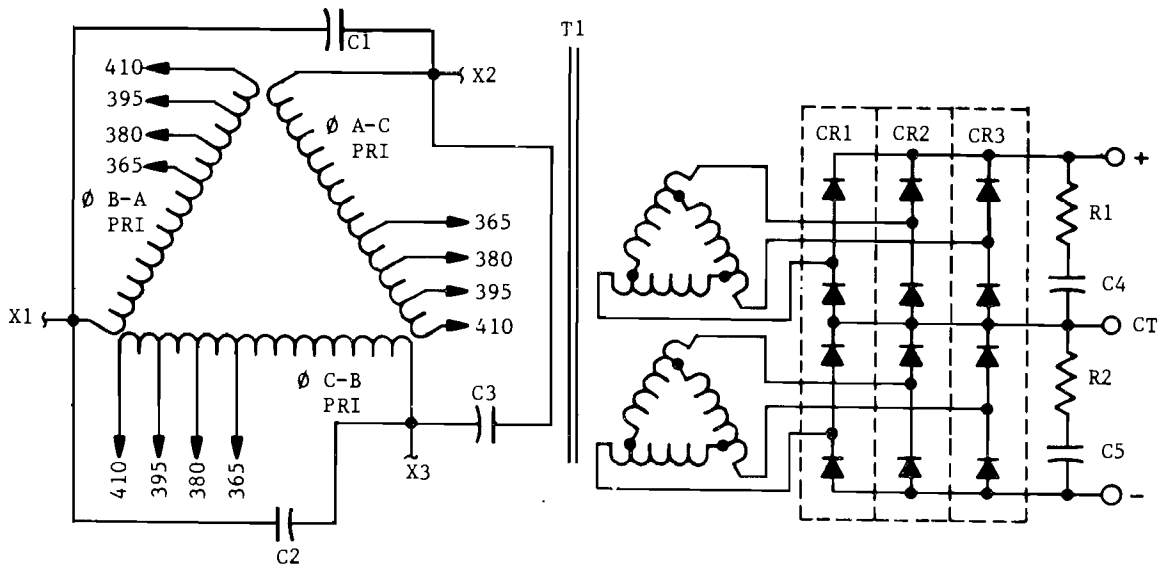 C1
T1
410
X2
395
380
365
Ø A-C
PRI
Ø B-A
PRI
365
380
395
410
X1
Ø C-B
PRI
C3
410
395
380
365
X3
C2
CR1
CR2
CR3
+
R1
C4
CT
R2
C5
-